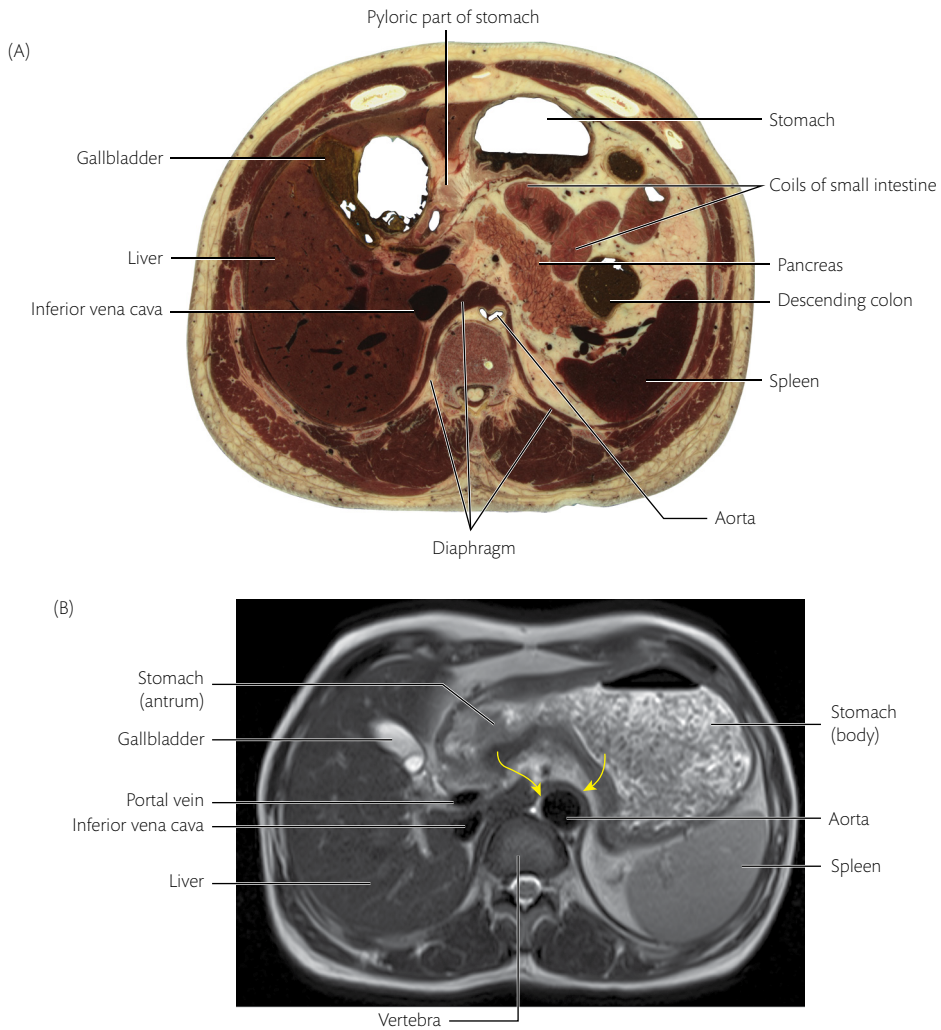 (A)
Pyloric part of stomach
Stomach
Gallbladder
Coils of small intestine
Liver
Pancreas
Inferior vena cava
Descending colon
Spleen
Aorta
Diaphragm
(B)
Stomach
(antrum)
Stomach
(body)
Gallbladder
Portal vein
Inferior vena cava
Aorta
Spleen
Liver
Vertebra